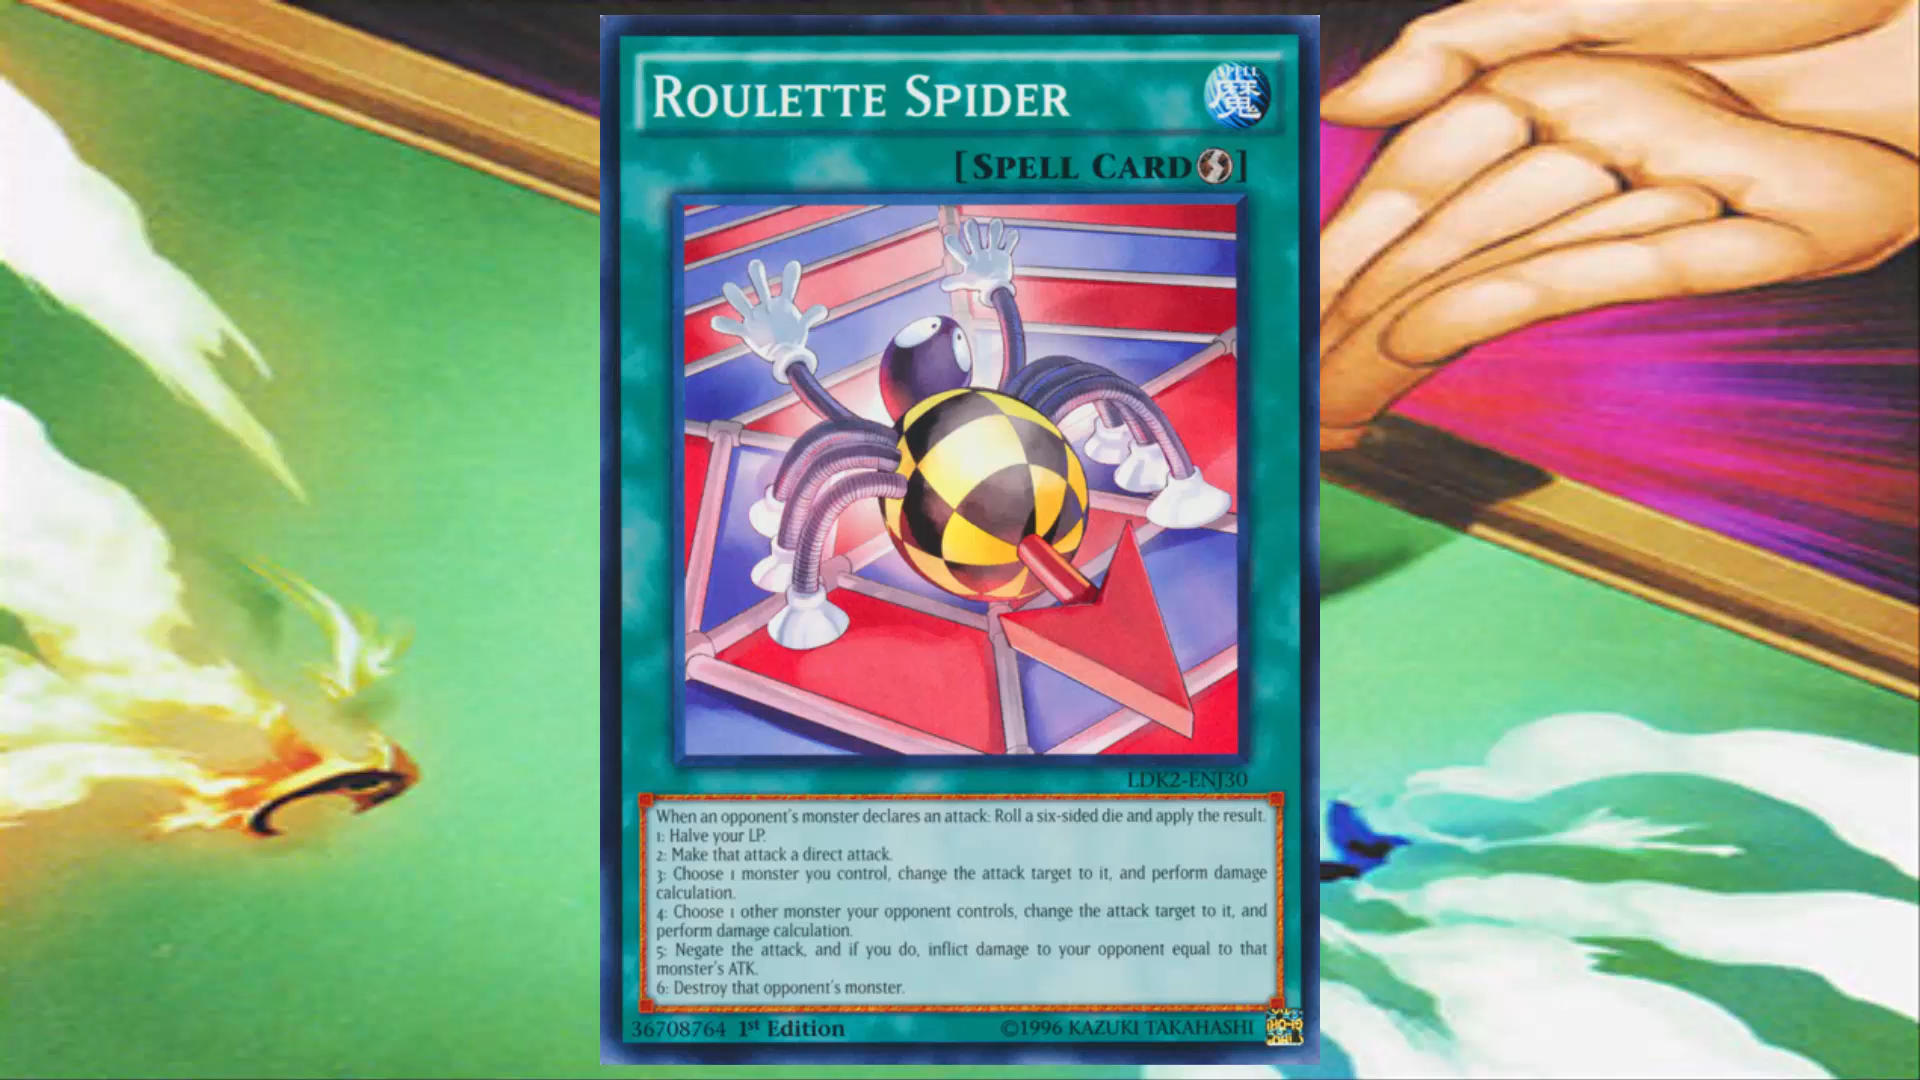 ROULETTE SPIDER
SPELL
魔
[SPELL CARD]
LDK2-ENJ30
When an opponent's monster declares an attack: Roll a six-sided die and apply the result.
1: Halve your LP.
2: Make that attack a direct attack.
3: Choose 1 monster you control, change the attack target to it, and perform damage
calculation.
4: Choose 1 other monster your opponent controls, change the attack target to it, and
perform damage calculation.
5: Negate the attack, and if you do, inflict damage to your opponent equal to that
monster's ATK.
6: Destroy that opponent's monster.
36708764 1st Edition
©1996 KAZUKI TAKAHASHI